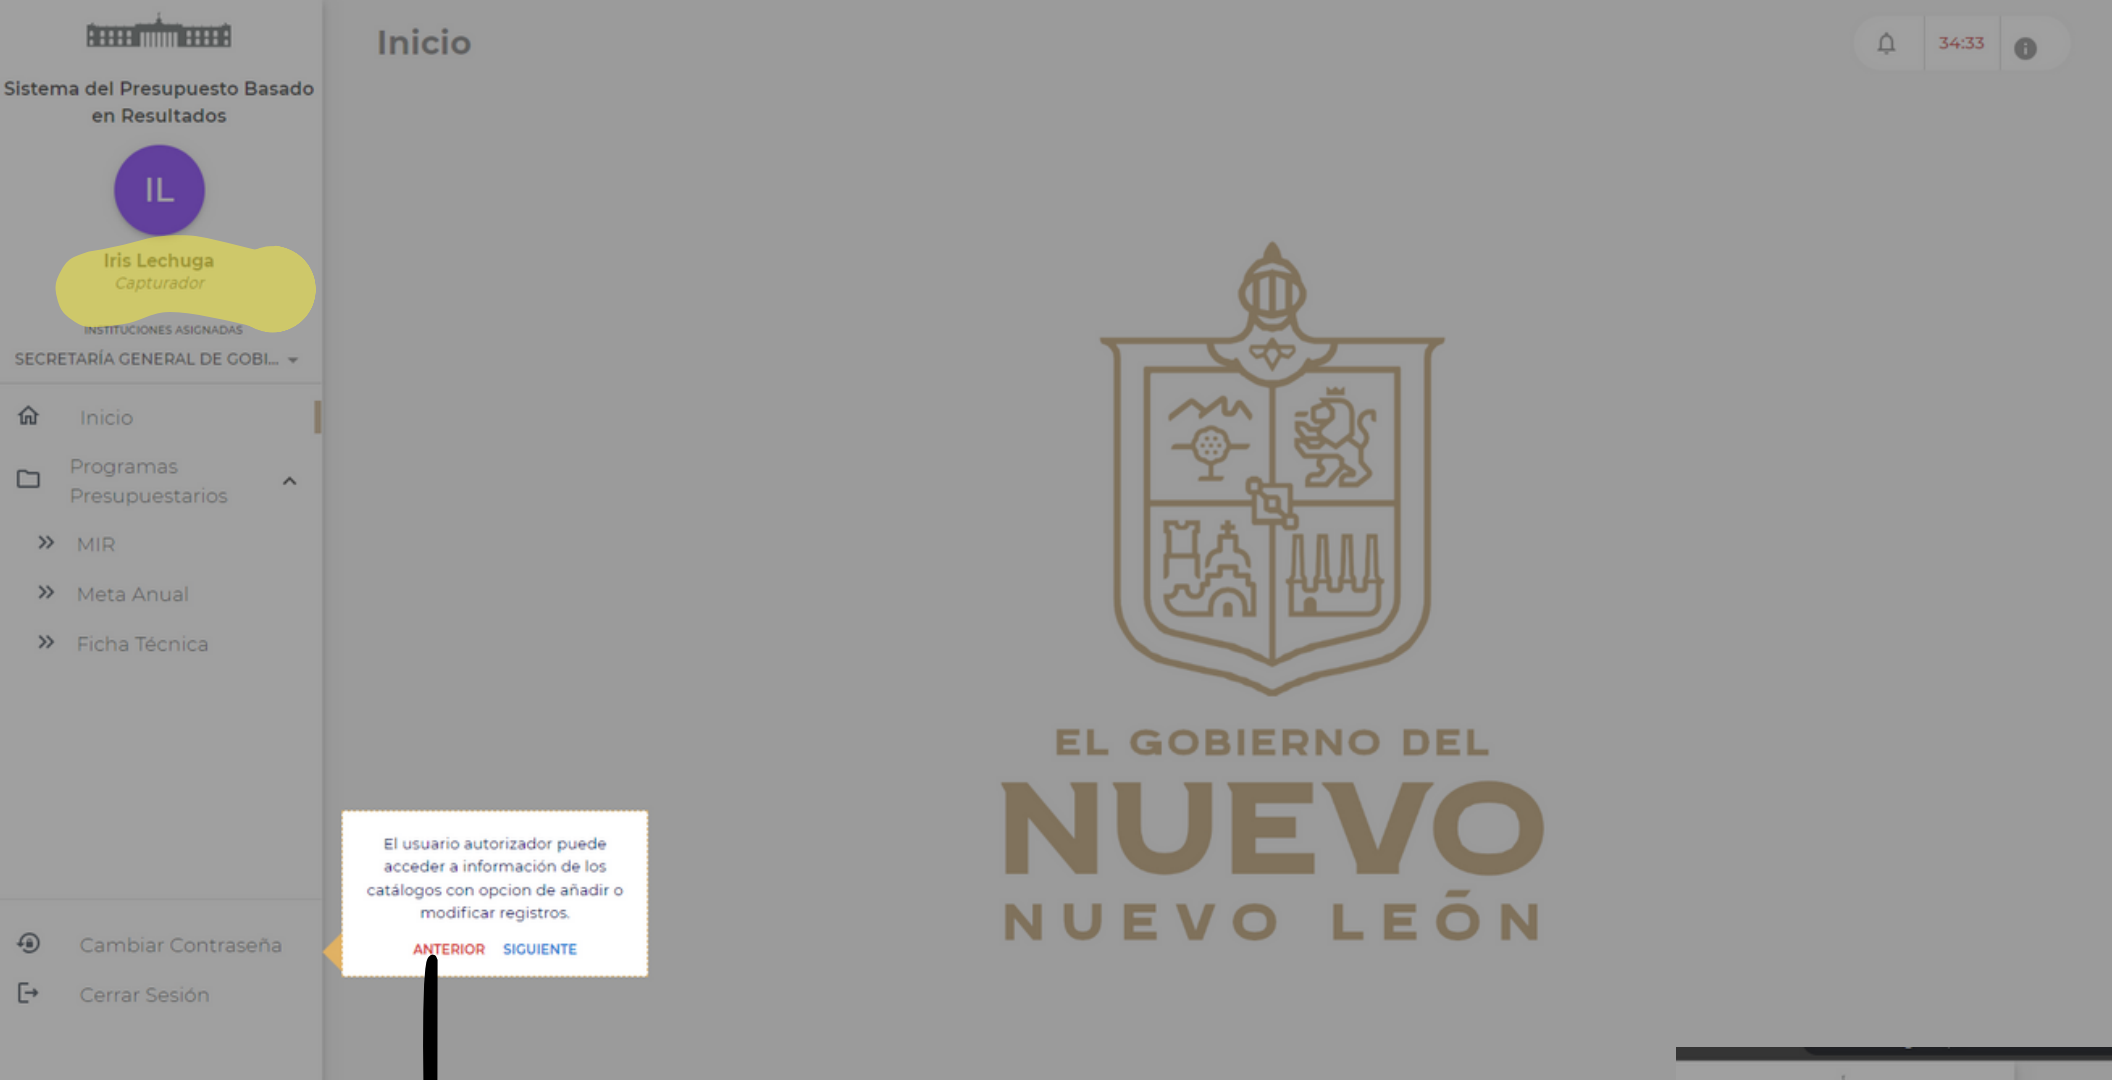 Sistema del Presupuesto Basado
en Resultados
IL
Iris Lechuga
Capturador
INSTITUCIONES ASIGNADAS
SECRETARÍA GENERAL DE GOBI...
Inicio
Programas
Presupuestarios
MIR
Meta Anual
Ficha Técnica
Cambiar Contraseña
Cerrar Sesión
Inicio
34:33
El usuario autorizador puede
acceder a información de los
catálogos con opcion de añadir o
modificar registros.
ANTERIOR SIGUIENTE
EL GOBIERNO DEL
NUEVO
NUEVO LEÓN